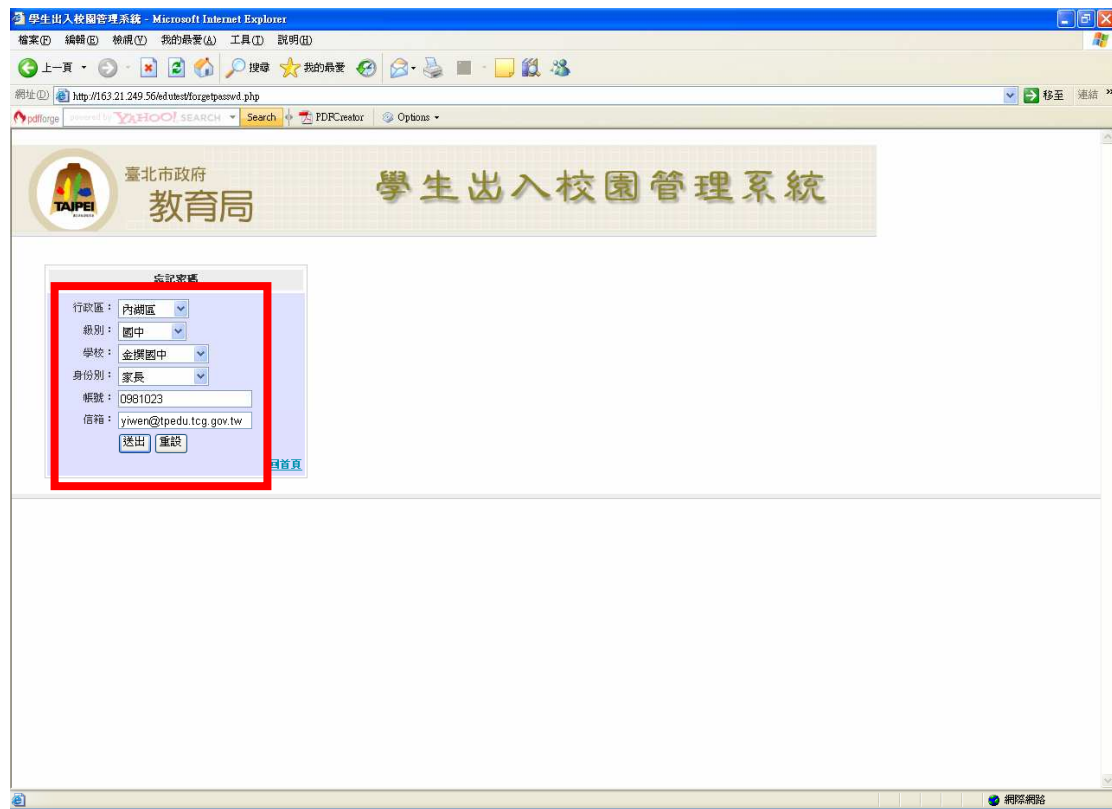 學生出入校園管理系統 - Microsoft Internet Explorer
檔案(F) 編輯(E) 檢視(V) 我的最愛(A) 工具(T) 說明(H)
上一頁 搜尋 我的最愛
網址(D) http://163.21.249.56/edutest/forgetpasswd.php 移至 連結 »
pdfforge powered by YAHOO! SEARCH Search PDFCreator Options
臺北市政府
教育局
TAIPEI
學生出入校園管理系統
忘記密碼
行政區： 內湖區
級別： 國中
學校： 金撰國中
身份別： 家長
帳號： 0981023
信箱： yiwen@tpedu.tcg.gov.tw
送出 重設
回首頁
網際網路